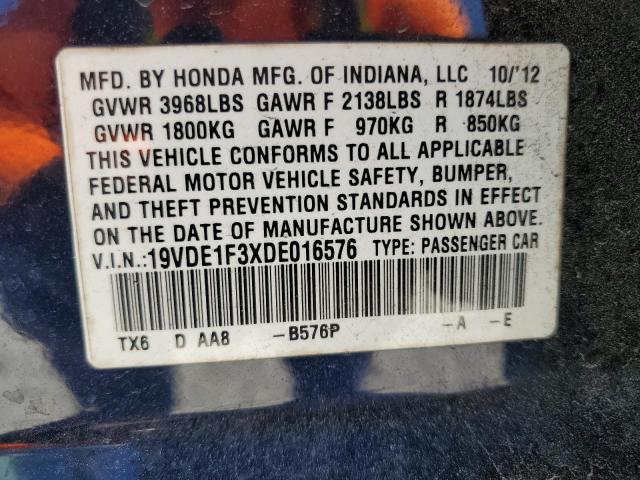 MFD. BY HONDA MFG. OF INDIANA, LLC 10/'12
GVWR 3968LBS GAWR F 2138LBS R 1874LBS
GVWR 1800KG GAWR F 970KG R 850KG
THIS VEHICLE CONFORMS TO ALL APPLICABLE
FEDERAL MOTOR VEHICLE SAFETY, BUMPER,
AND THEFT PREVENTION STANDARDS IN EFFECT
ON THE DATE OF MANUFACTURE SHOWN ABOVE.
V.I.N.:19VDE1F3XDE016576 TYPE: PASSENGER CAR
TX6 D AA8 -B576P -A -E